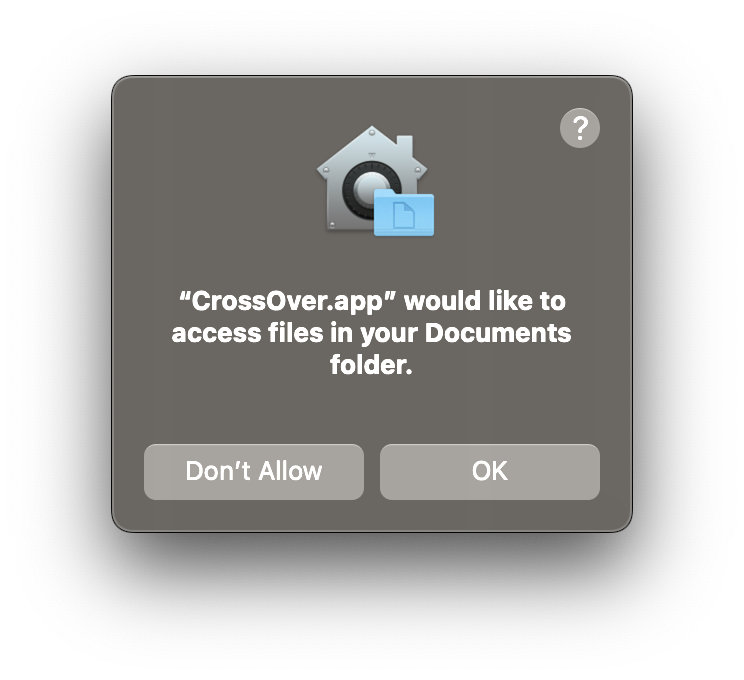 ?
“CrossOver.app” would like to
access files in your Documents
folder.
Don’t Allow
OK